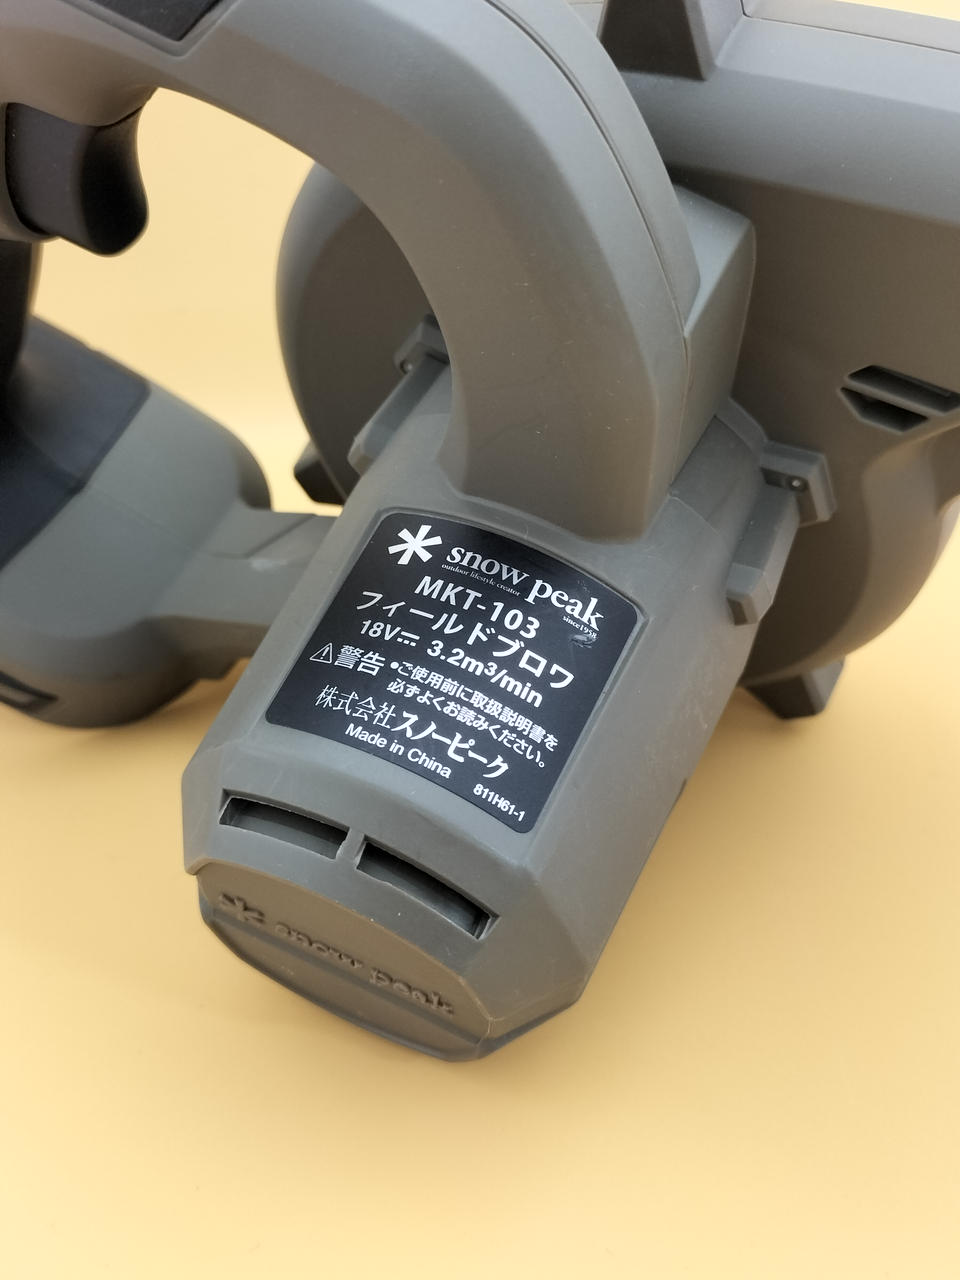 snow peak
outdoor lifestyle creator
since1958
MKT-103
フィールドブロワ
18V⎓ 3.2m³/min
⚠警告 •ご使用前に取扱説明書を
必ずよくお読みください。
株式会社スノーピーク
Made in China
811H61-1
snow peak